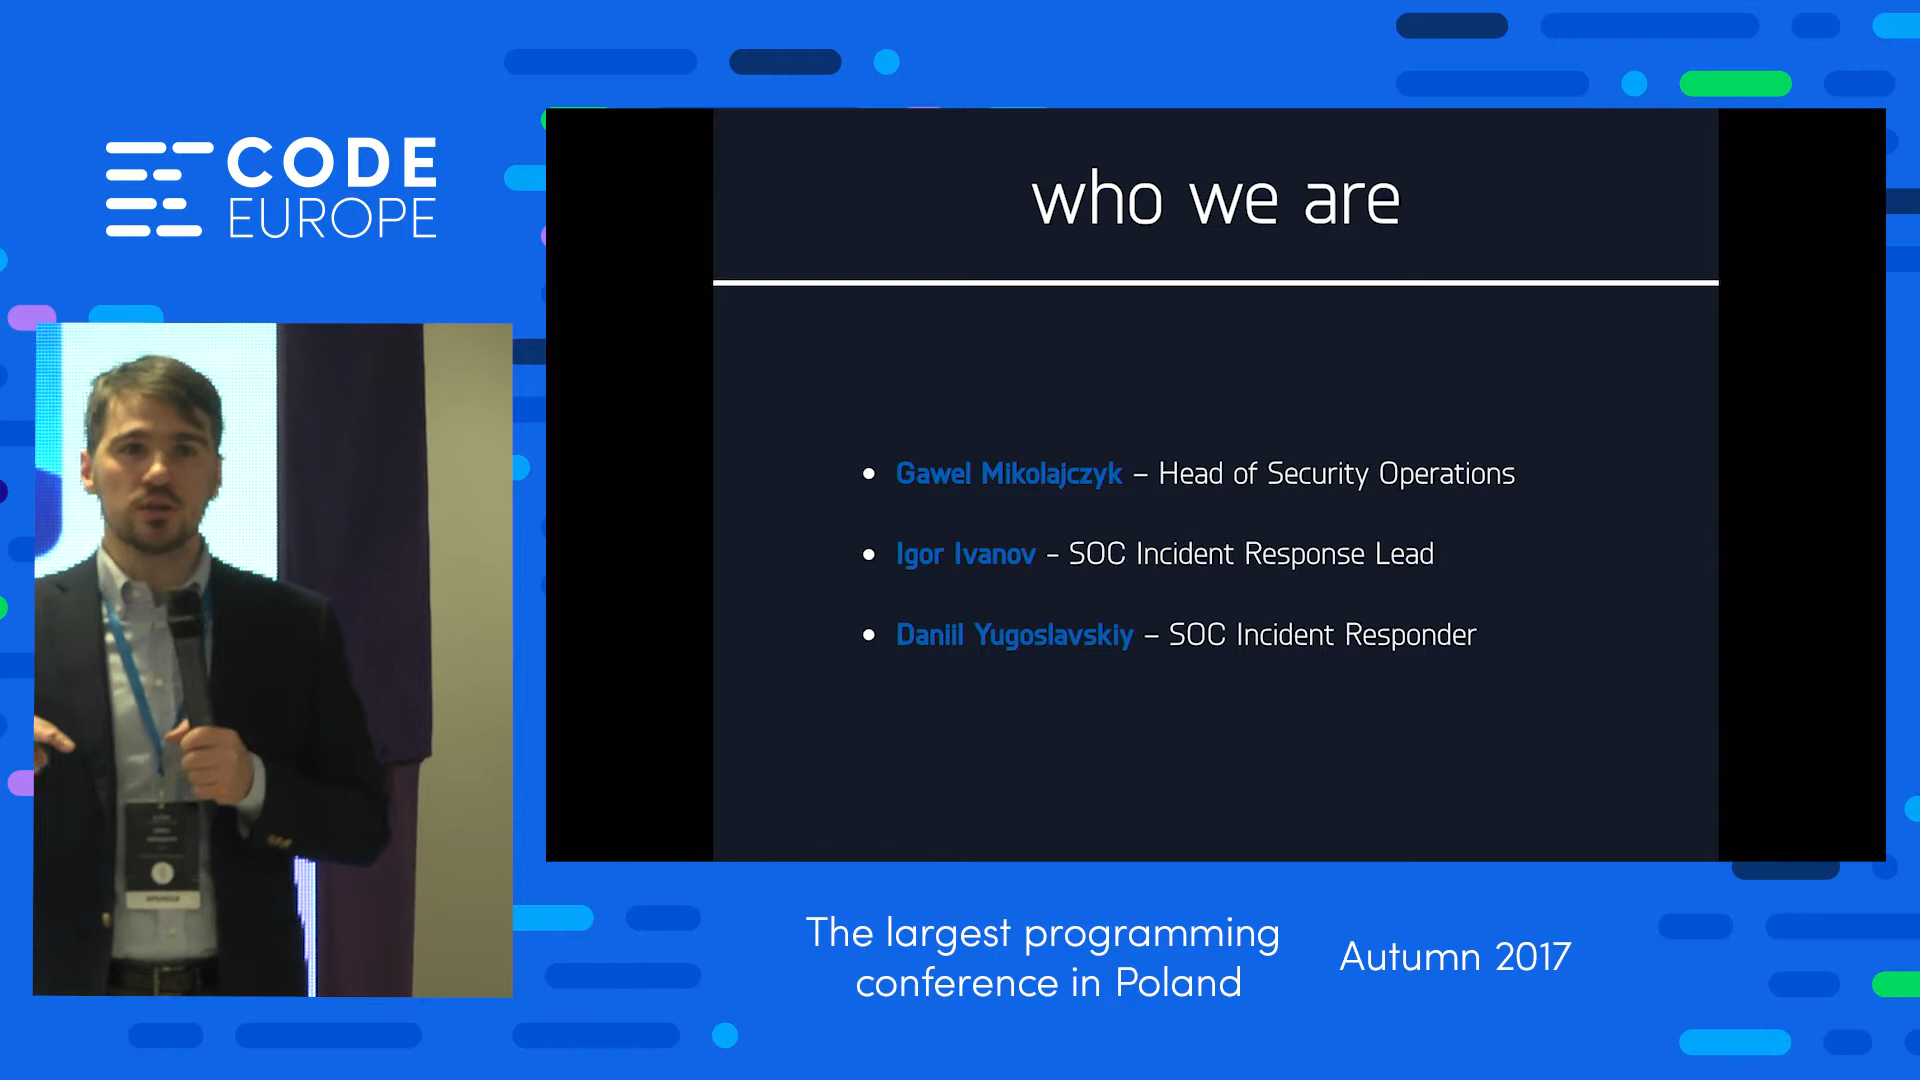 CODE
EUROPE
who we are
• Gawel Mikolajczyk – Head of Security Operations
• Igor Ivanov - SOC Incident Response Lead
• Daniil Yugoslavskiy – SOC Incident Responder
The largest programming
conference in Poland
Autumn 2017